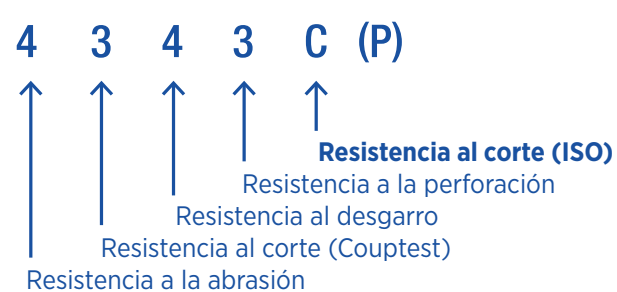 4 3 4 3 C (P)
Resistencia al corte (ISO)
Resistencia a la perforación
Resistencia al desgarro
Resistencia al corte (Couptest)
Resistencia a la abrasión